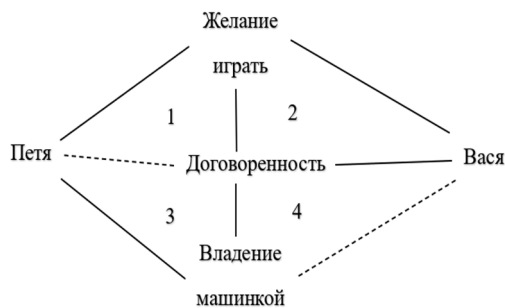 Желание
играть
1
2
Петя
Договоренность
Вася
3
4
Владение
машинкой